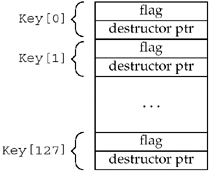 Key[0]
flag
destructor ptr
Key[1]
flag
destructor ptr
...
Key[127]
flag
destructor ptr